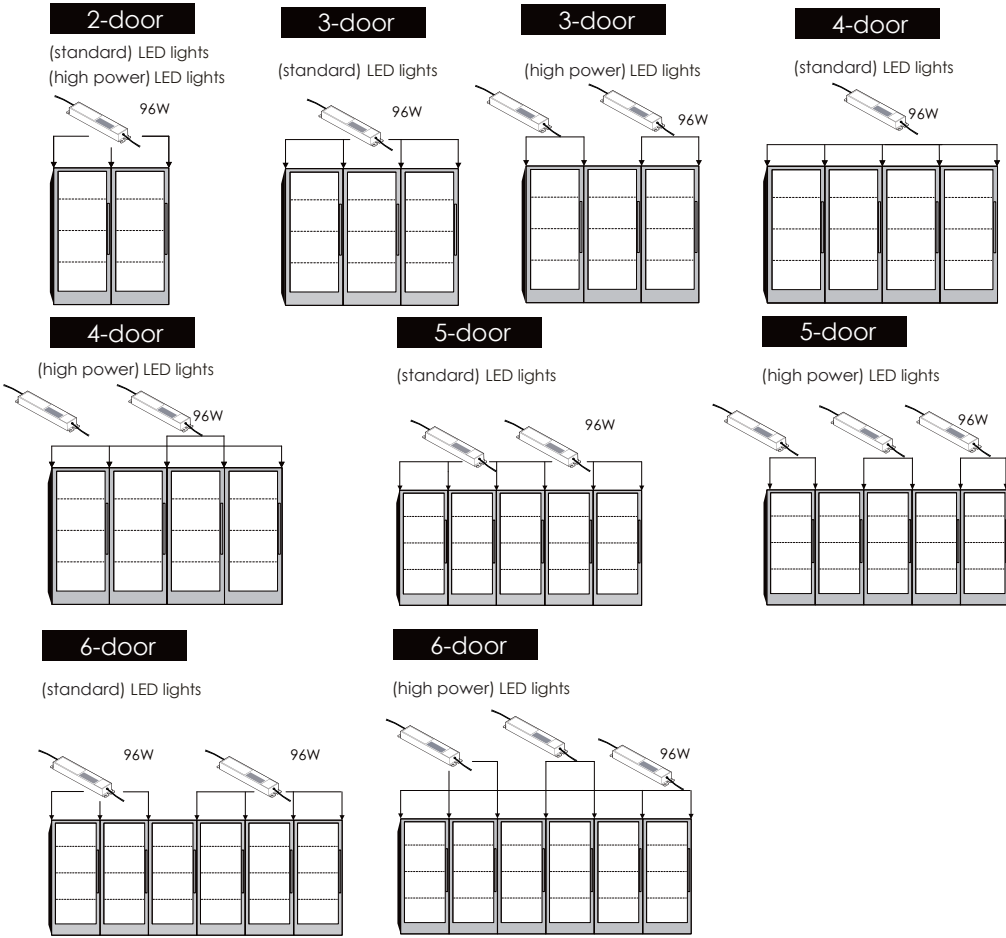 2-door
(standard) LED lights
(high power) LED lights
96W
3-door
(standard) LED lights
96W
3-door
(high power) LED lights
96W
4-door
(standard) LED lights
96W
4-door
(high power) LED lights
96W
5-door
(standard) LED lights
96W
5-door
(high power) LED lights
96W
6-door
(standard) LED lights
96W
96W
6-door
(high power) LED lights
96W